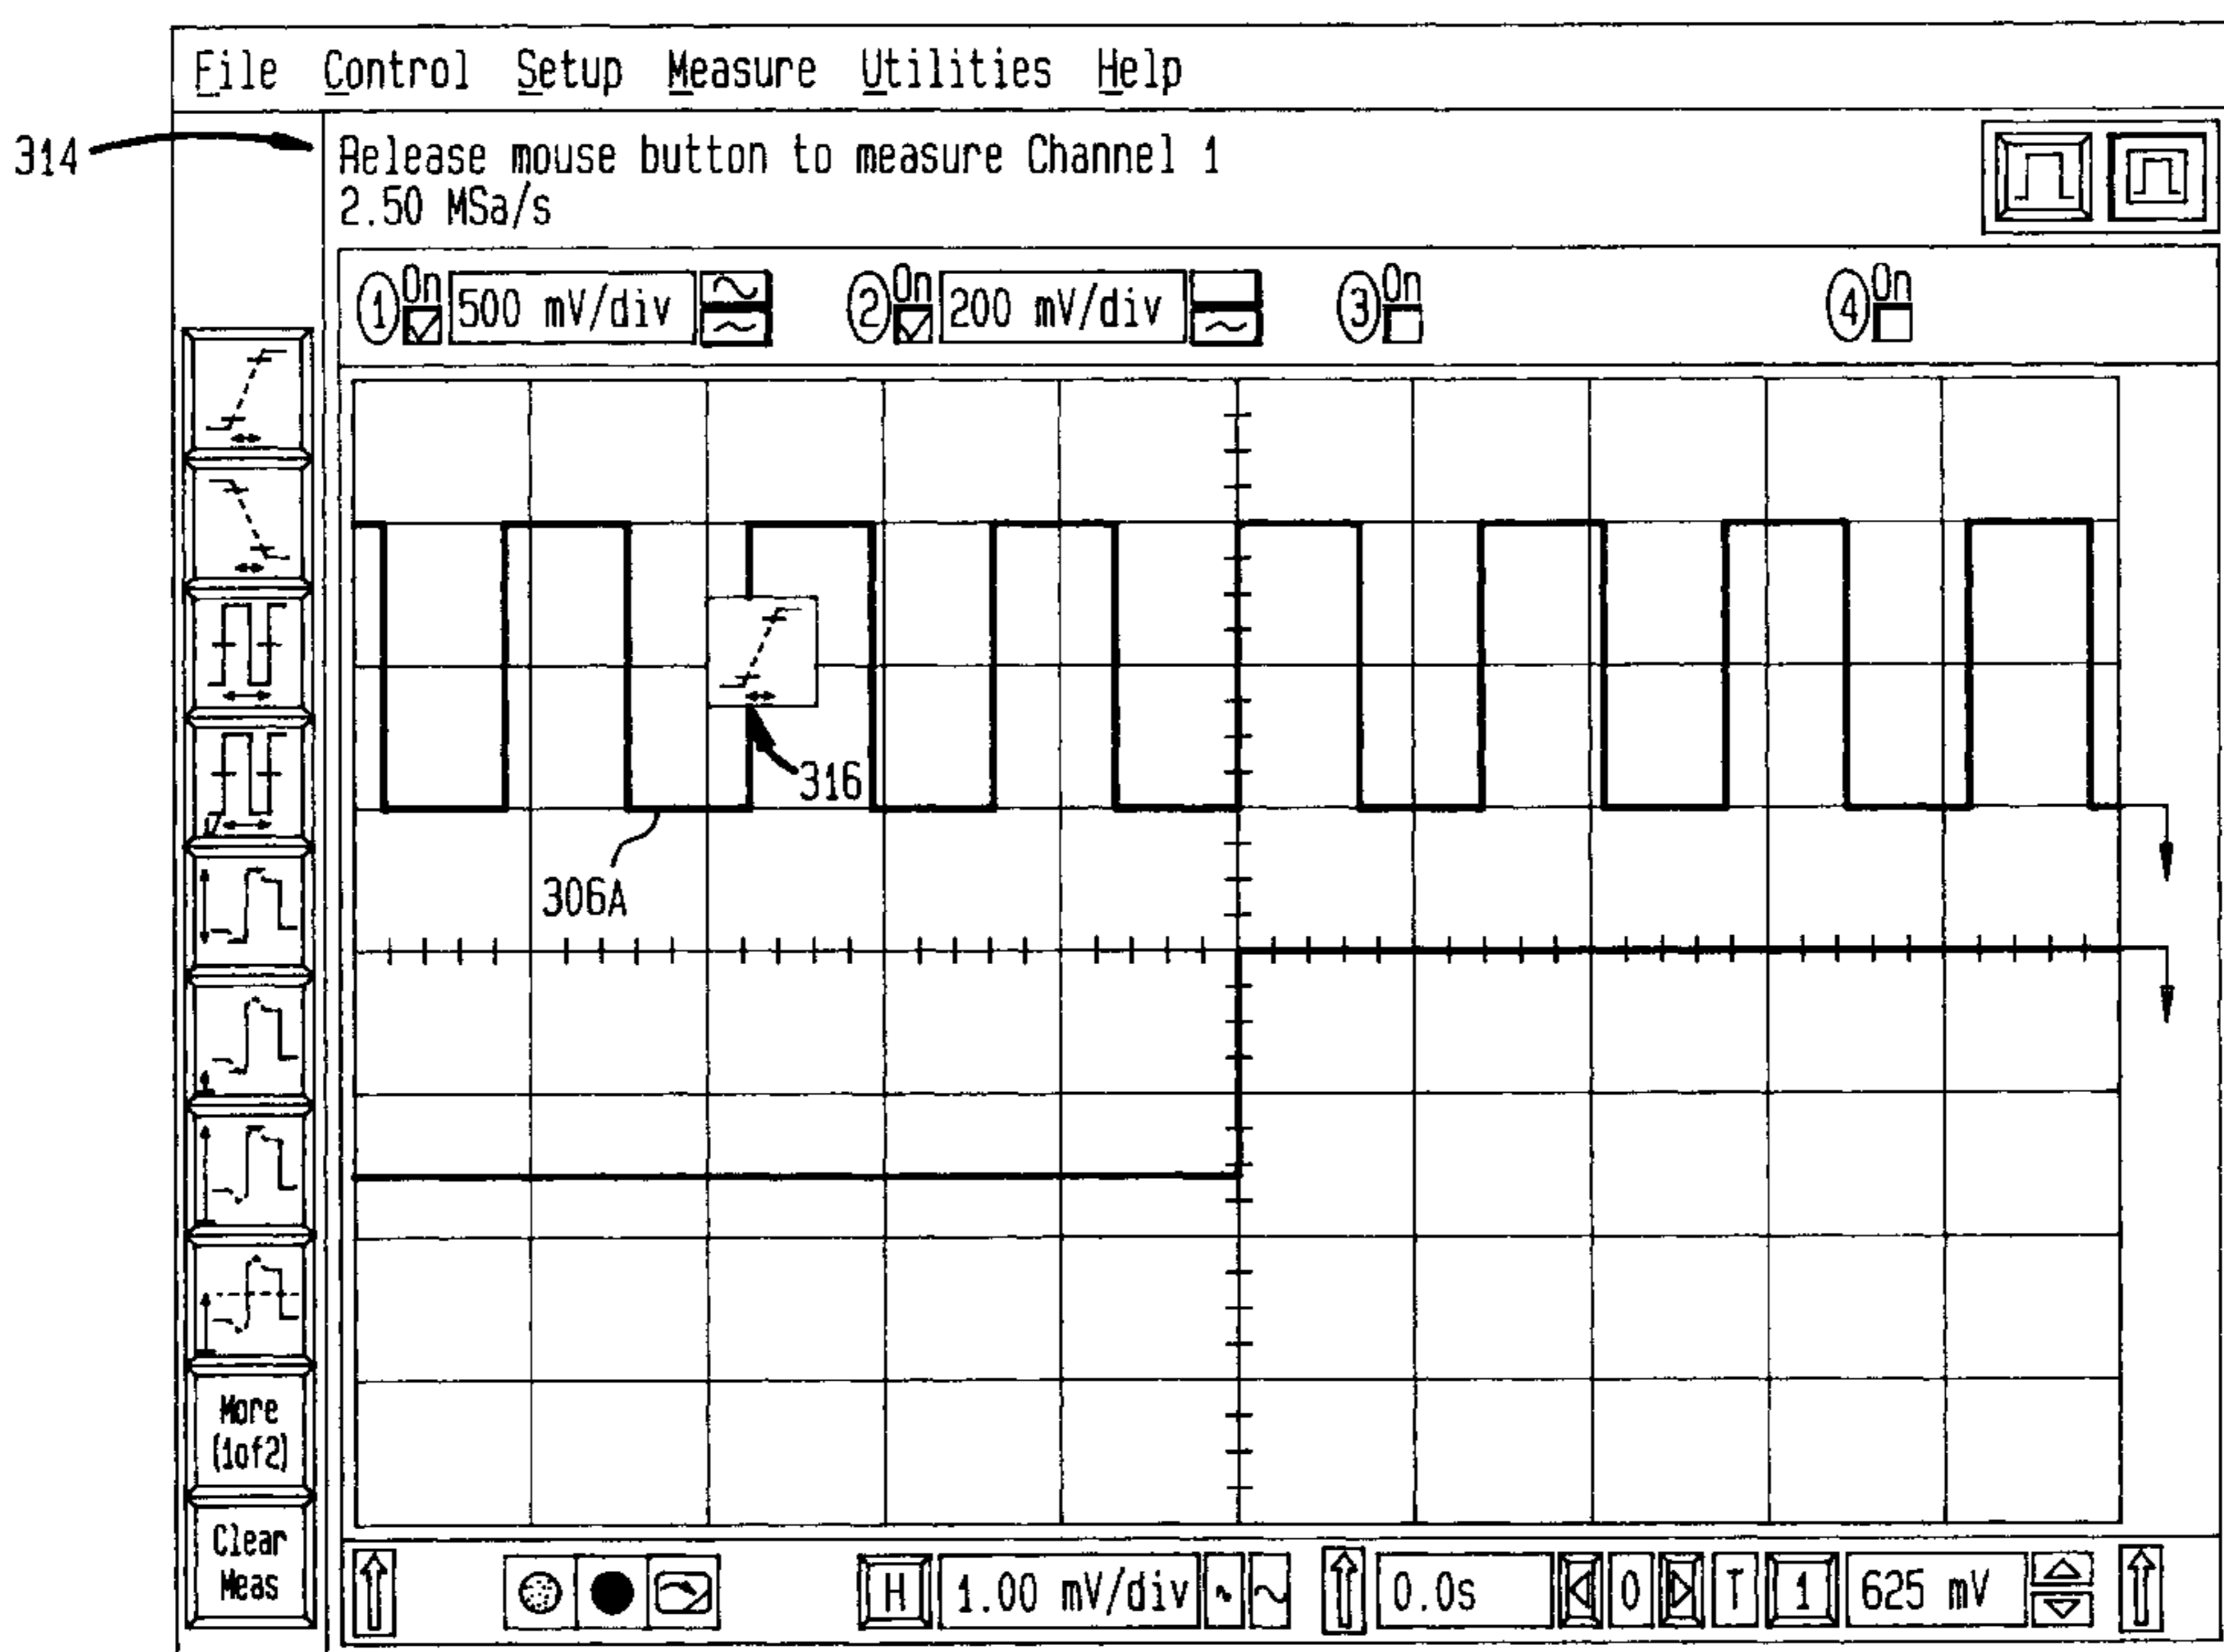 File Control Setup Measure Utilities Help
314
Release mouse button to measure Channel 1
2.50 MSa/s
1 On 500 mV/div 2 On 200 mV/div 3 On 4 On
316
306A
More
(1of2)
Clear
Meas
H 1.00 mV/div 0.0s 0 T 1 625 mV